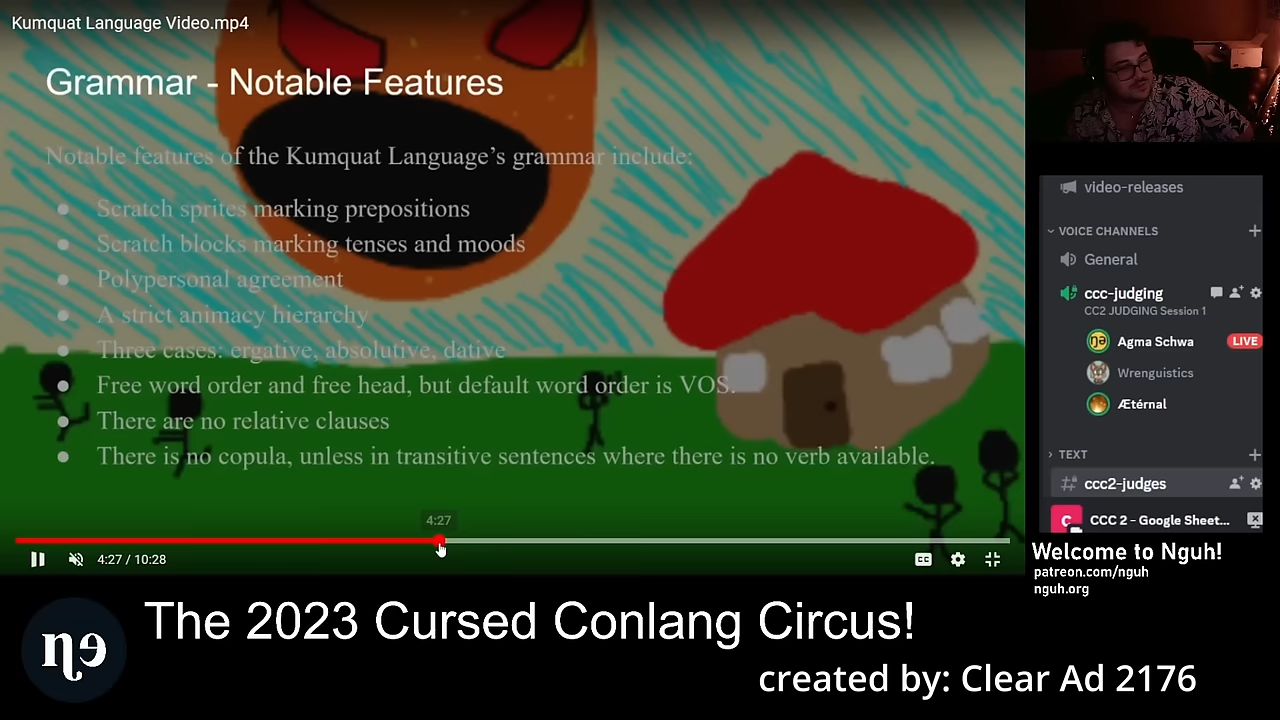 Kumquat Language Video.mp4
Grammar - Notable Features
Notable features of the Kumquat Language's grammar include:
● Scratch sprites marking prepositions
● Scratch blocks marking tenses and moods
● Polypersonal agreement
● A strict animacy hierarchy
● Three cases: ergative, absolutive, dative
● Free word order and free head, but default word order is VOS.
● There are no relative clauses
● There is no copula, unless in transitive sentences where there is no verb available.
4:27
4:27 / 10:28
CC
video-releases
VOICE CHANNELS
General
ccc-judging
CC2 JUDGING Session 1
Agma Schwa
LIVE
Wrenguistics
Ætérnal
TEXT
ccc2-judges
C
CCC 2 - Google Sheet...
Welcome to Nguh!
patreon.com/nguh
nguh.org
The 2023 Cursed Conlang Circus!
created by: Clear Ad 2176
ŋə